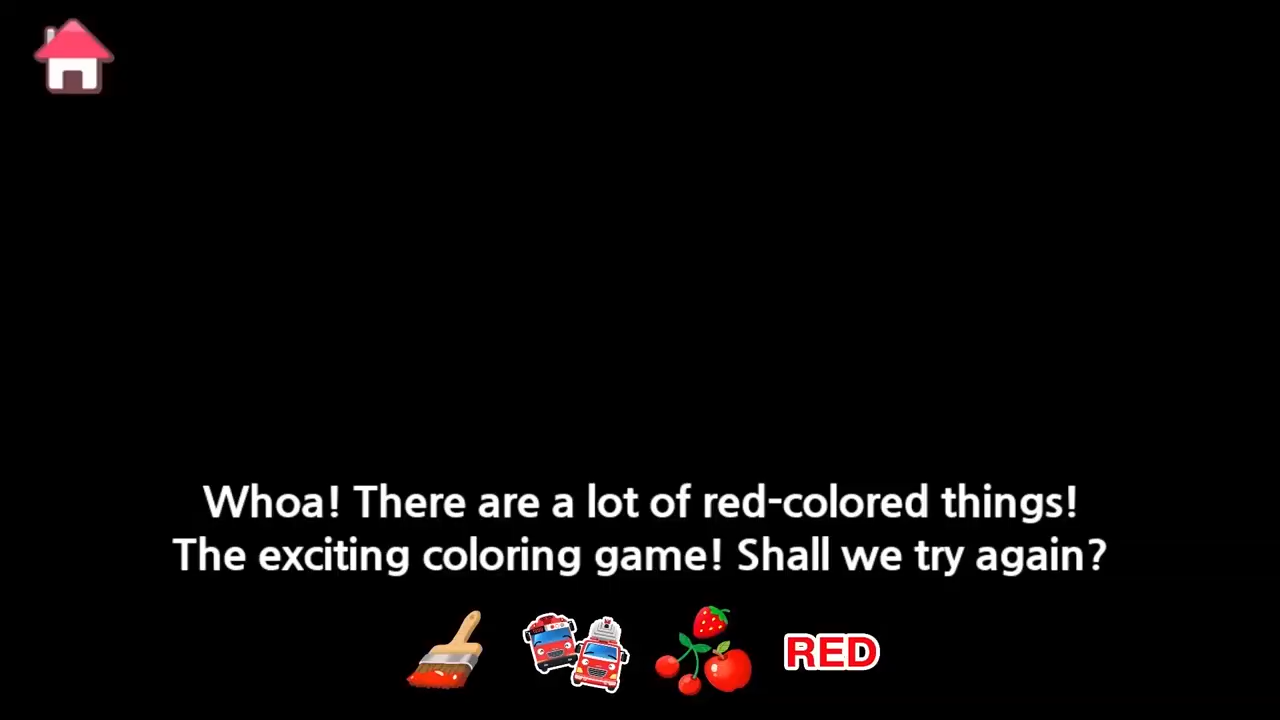 Whoa! There are a lot of red-colored things!
The exciting coloring game! Shall we try again?
RED